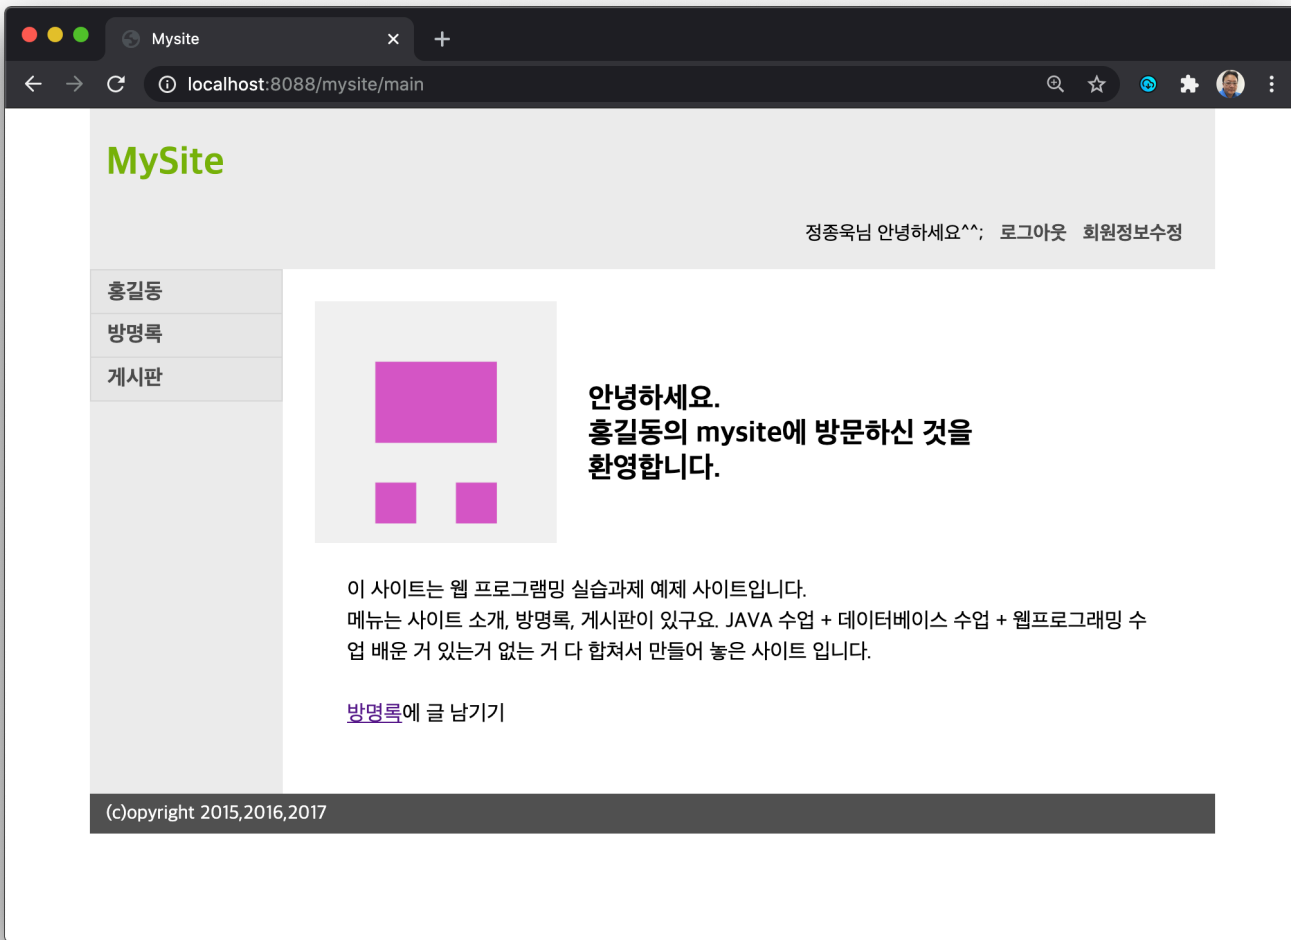 Mysite
localhost:8088/mysite/main
MySite
정종욱님 안녕하세요^^; 로그아웃 회원정보수정
홍길동
방명록
게시판
안녕하세요.
홍길동의 mysite에 방문하신 것을
환영합니다.
이 사이트는 웹 프로그램밍 실습과제 예제 사이트입니다.
메뉴는 사이트 소개, 방명록, 게시판이 있구요. JAVA 수업 + 데이터베이스 수업 + 웹프로그래밍 수
업 배운 거 있는거 없는 거 다 합쳐서 만들어 놓은 사이트 입니다.
방명록에 글 남기기
(c)opyright 2015,2016,2017